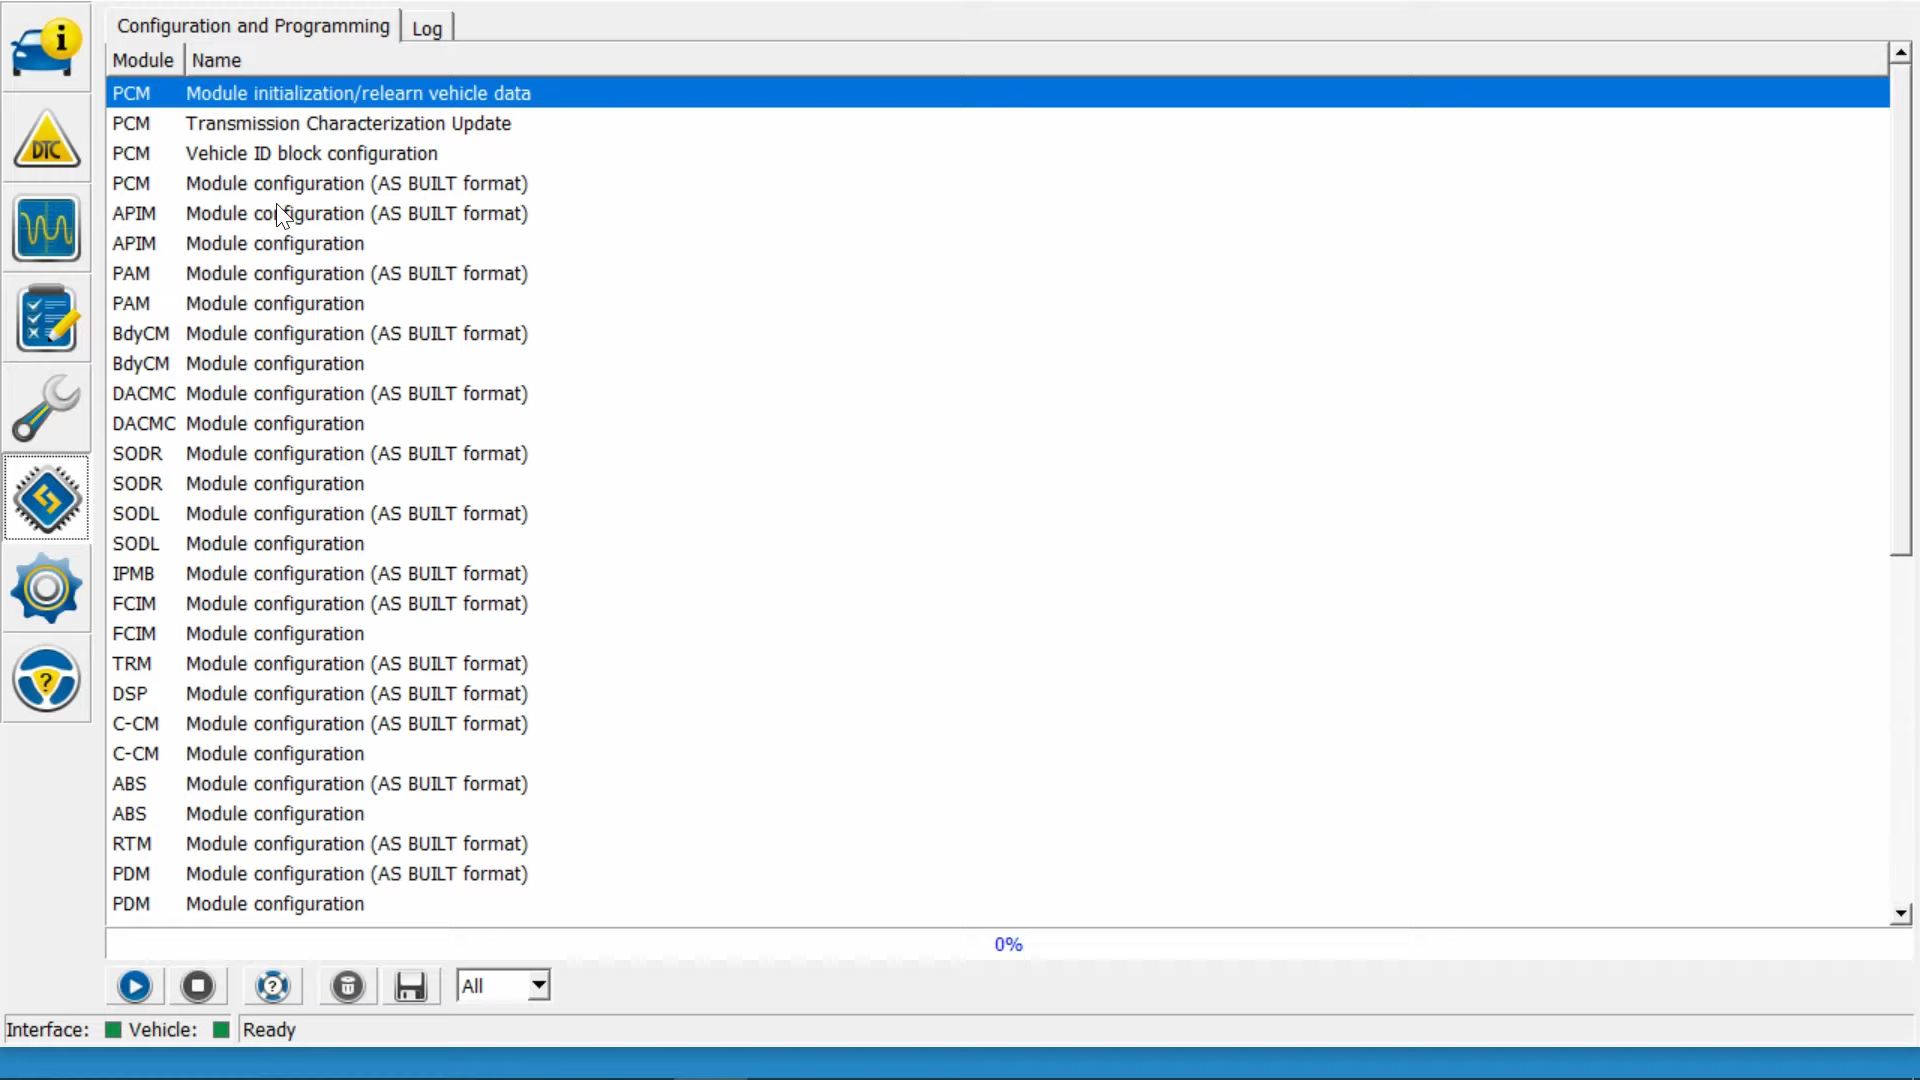 Configuration and Programming Log
Module Name
PCM Module initialization/relearn vehicle data
PCM Transmission Characterization Update
PCM Vehicle ID block configuration
PCM Module configuration (AS BUILT format)
APIM Module configuration (AS BUILT format)
APIM Module configuration
PAM Module configuration (AS BUILT format)
PAM Module configuration
BdyCM Module configuration (AS BUILT format)
BdyCM Module configuration
DACMC Module configuration (AS BUILT format)
DACMC Module configuration
SODR Module configuration (AS BUILT format)
SODR Module configuration
SODL Module configuration (AS BUILT format)
SODL Module configuration
IPMB Module configuration (AS BUILT format)
FCIM Module configuration (AS BUILT format)
FCIM Module configuration
TRM Module configuration (AS BUILT format)
DSP Module configuration (AS BUILT format)
C-CM Module configuration (AS BUILT format)
C-CM Module configuration
ABS Module configuration (AS BUILT format)
ABS Module configuration
RTM Module configuration (AS BUILT format)
PDM Module configuration (AS BUILT format)
PDM Module configuration
0%
All
Interface: Vehicle: Ready
i
DTC
?
?